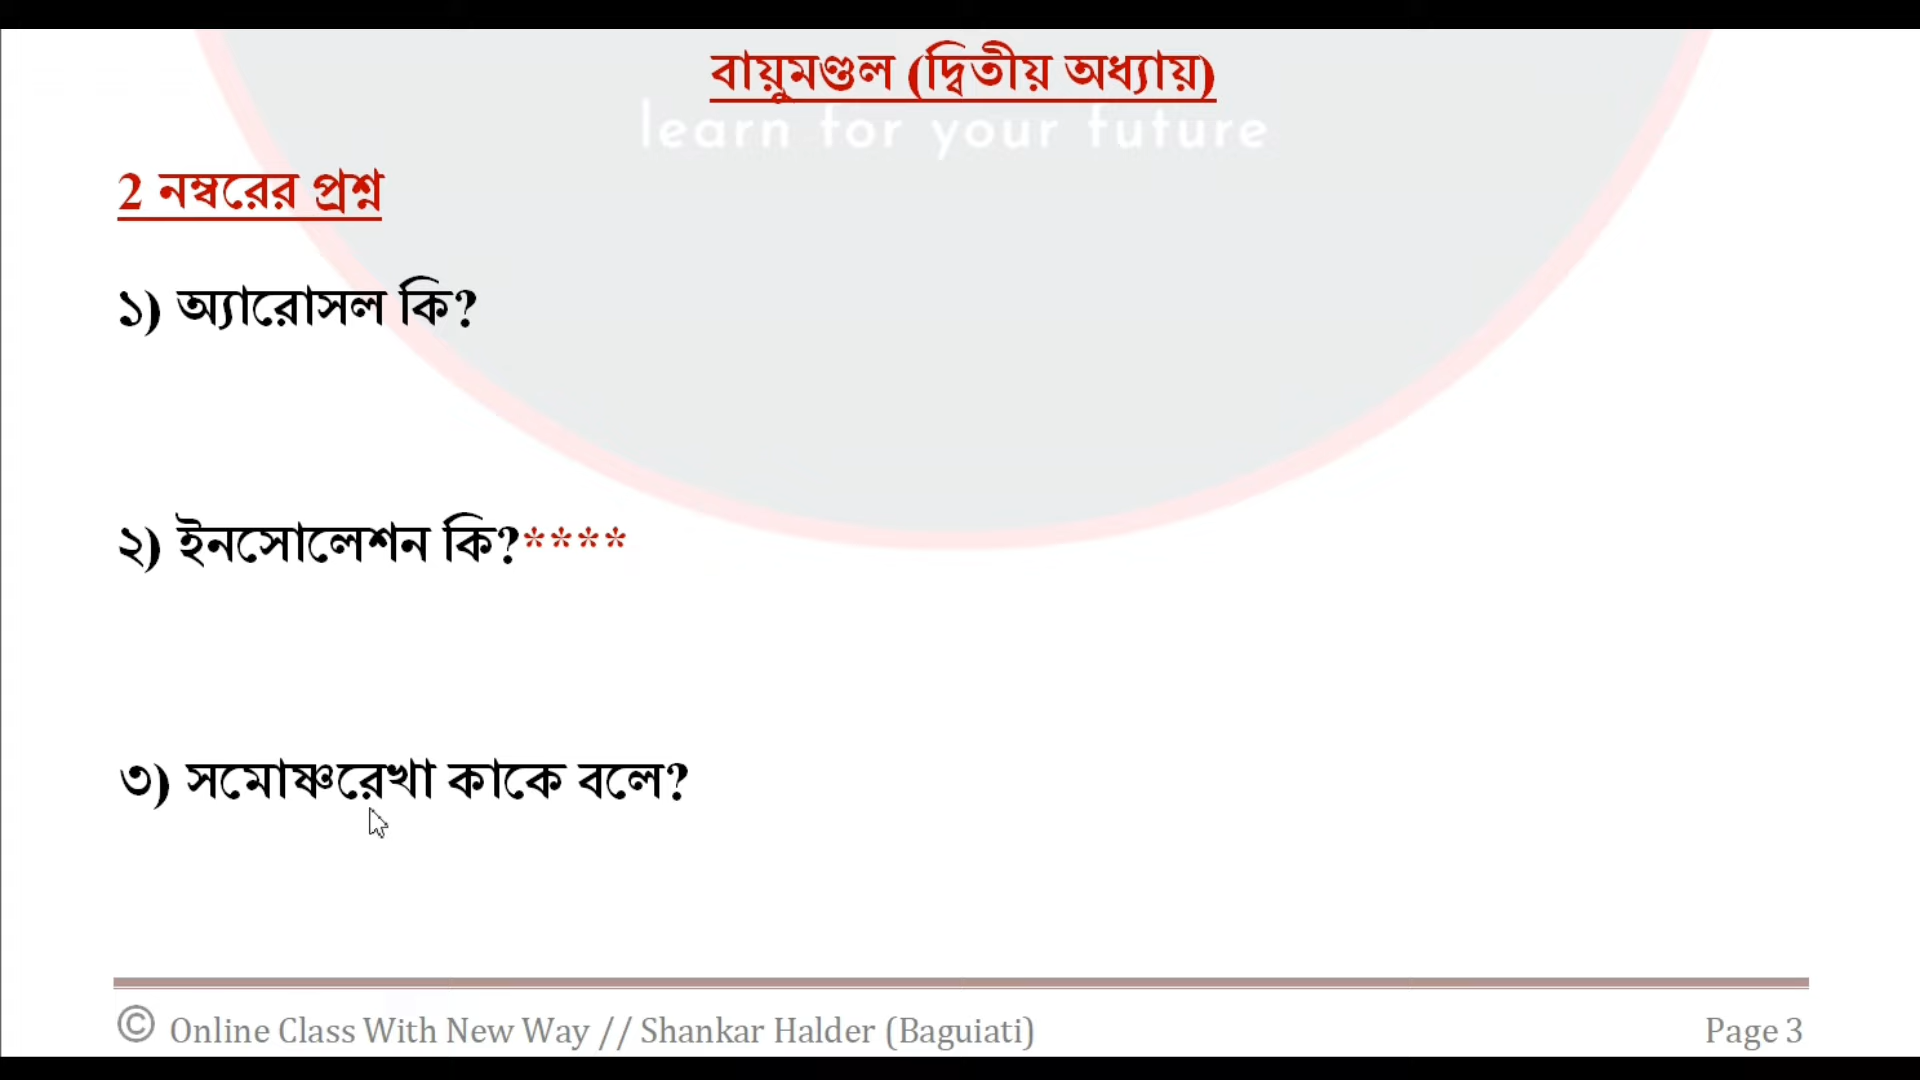 বায়ুমণ্ডল (দ্বিতীয় অধ্যায়)
learn for your future
2 নম্বরের প্রশ্ন
১) অ্যারোসল কি?
২) ইনসোলেশন কি?****
৩) সমোষ্ণরেখা কাকে বলে?
© Online Class With New Way // Shankar Halder (Baguiati) Page 3